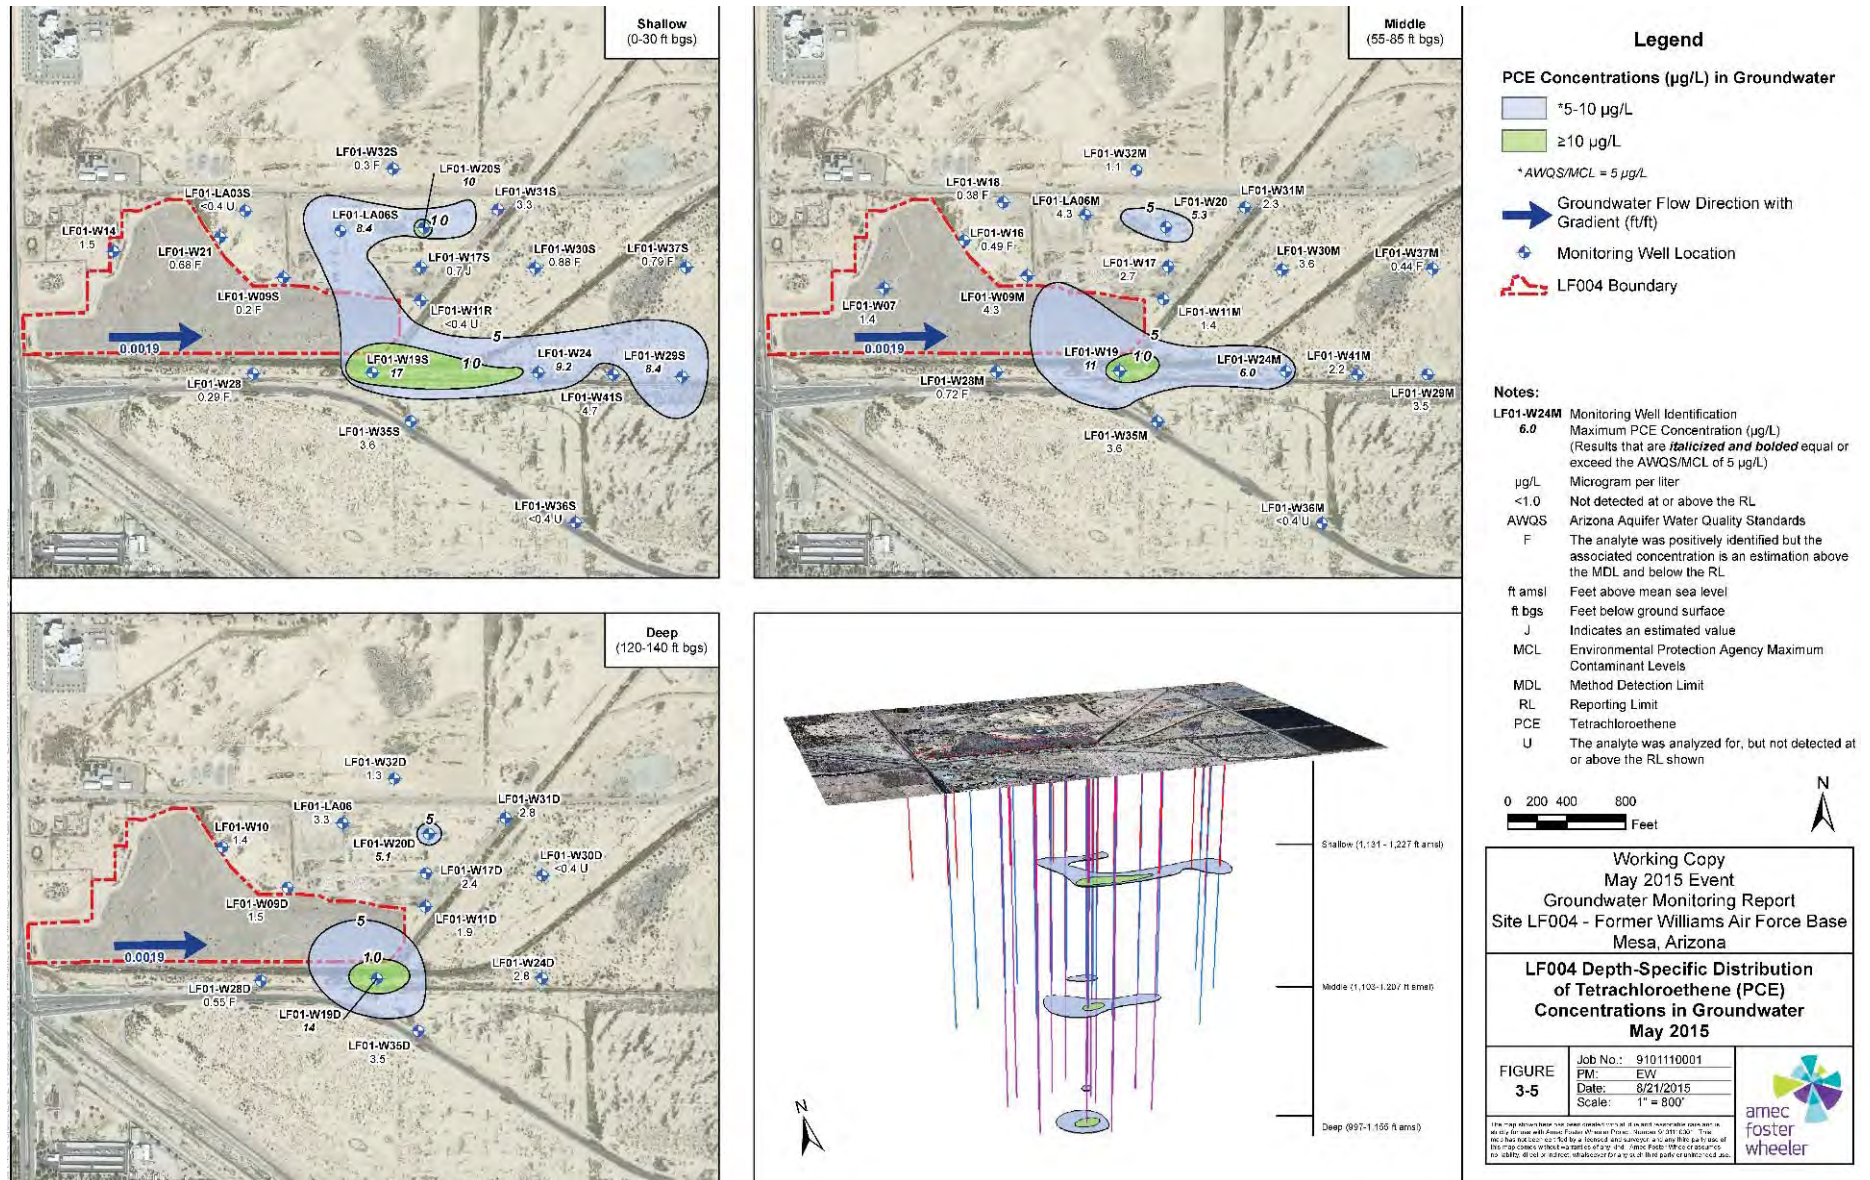 Shallow
(0-30 ft bgs)
LF01-W32S
0.3 F
LF01-W20S
10
LF01-LA03S
<0.4 U
LF01-W31S
3.3
LF01-LA06S
8.4
10
LF01-W14
1.5
LF01-W21
0.68 F
LF01-W17S
0.7 J
LF01-W30S
0.88 F
LF01-W37S
0.79 F
LF01-W09S
0.2 F
LF01-W11R
<0.4 U
5
0.0019
LF01-W19S
17
10
LF01-W24
9.2
LF01-W29S
8.4
LF01-W28
0.29 F
LF01-W41S
4.7
LF01-W35S
3.6
LF01-W36S
<0.4 U
Middle
(55-85 ft bgs)
LF01-W32M
1.1
LF01-W18
0.38 F
LF01-LA06M
4.3
5
LF01-W20
5.3
LF01-W31M
2.3
LF01-W16
0.49 F
LF01-W17
2.7
LF01-W30M
3.6
LF01-W37M
0.44 F
LF01-W07
1.4
LF01-W09M
4.3
LF01-W11M
1.4
5
0.0019
LF01-W19
11
10
LF01-W24M
6.0
LF01-W41M
2.2
LF01-W28M
0.72 F
LF01-W29M
3.5
LF01-W35M
3.6
LF01-W36M
<0.4 U
Deep
(120-140 ft bgs)
LF01-W32D
1.3
LF01-LA06
3.3
LF01-W31D
2.8
5
LF01-W10
1.4
LF01-W20D
5.1
LF01-W17D
2.4
LF01-W30D
<0.4 U
LF01-W09D
1.5
5
LF01-W11D
1.9
0.0019
10
LF01-W24D
2.8
LF01-W28D
0.55 F
LF01-W19D
14
LF01-W35D
3.5
Shallow (1,131 - 1,227 ft amsl)
Middle (1,103-1,207 ft amsl)
Deep (997-1,166 ft amsl)
N
Legend
PCE Concentrations (µg/L) in Groundwater
*5-10 µg/L
≥10 µg/L
* AWQS/MCL = 5 µg/L
Groundwater Flow Direction with
Gradient (ft/ft)
Monitoring Well Location
LF004 Boundary
Notes:
LF01-W24M Monitoring Well Identification
6.0 Maximum PCE Concentration (µg/L)
(Results that are italicized and bolded equal or
exceed the AWQS/MCL of 5 µg/L)
µg/L Microgram per liter
<1.0 Not detected at or above the RL
AWQS Arizona Aquifer Water Quality Standards
F The analyte was positively identified but the
associated concentration is an estimation above
the MDL and below the RL
ft amsl Feet above mean sea level
ft bgs Feet below ground surface
J Indicates an estimated value
MCL Environmental Protection Agency Maximum
Contaminant Levels
MDL Method Detection Limit
RL Reporting Limit
PCE Tetrachloroethene
U The analyte was analyzed for, but not detected at
or above the RL shown
0 200 400 800
Feet
N
Working Copy
May 2015 Event
Groundwater Monitoring Report
Site LF004 - Former Williams Air Force Base
Mesa, Arizona
LF004 Depth-Specific Distribution
of Tetrachloroethene (PCE)
Concentrations in Groundwater
May 2015
FIGURE
3-5
Job No.: 9101110001
PM: EW
Date: 8/21/2015
Scale: 1" = 800'
amec
foster
wheeler